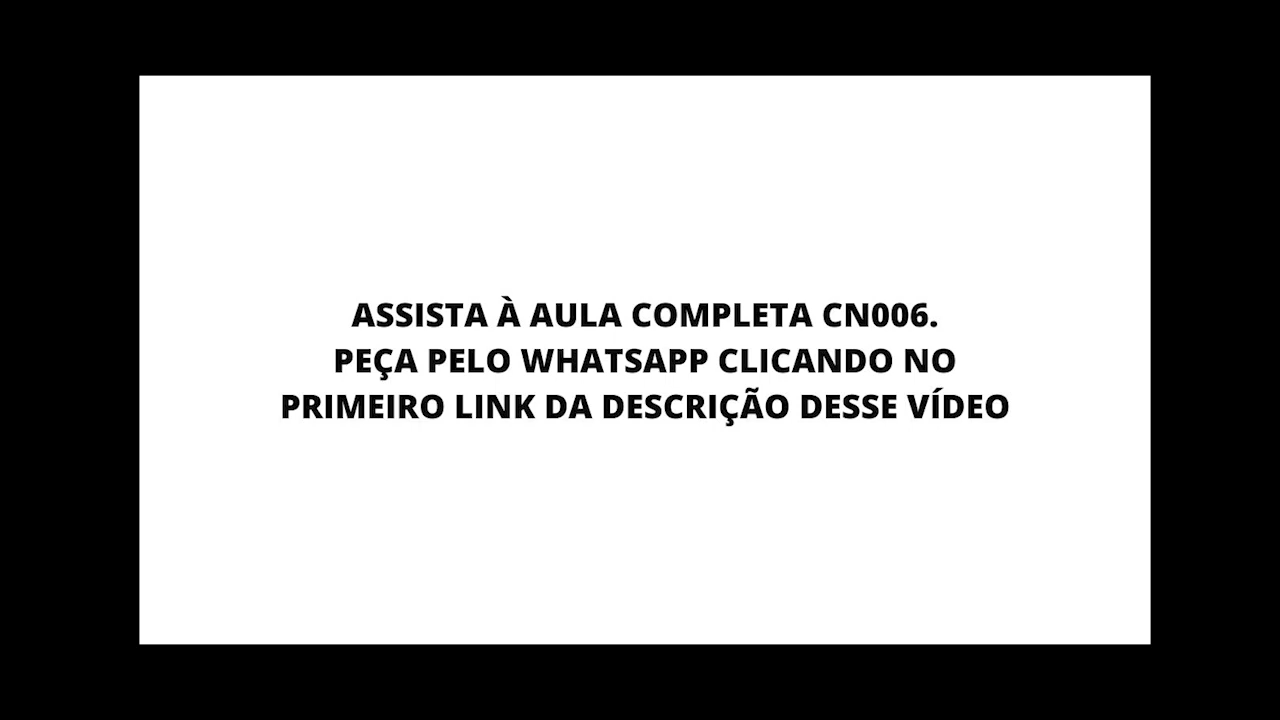 ASSISTA À AULA COMPLETA CN006.
PEÇA PELO WHATSAPP CLICANDO NO
PRIMEIRO LINK DA DESCRIÇÃO DESSE VÍDEO